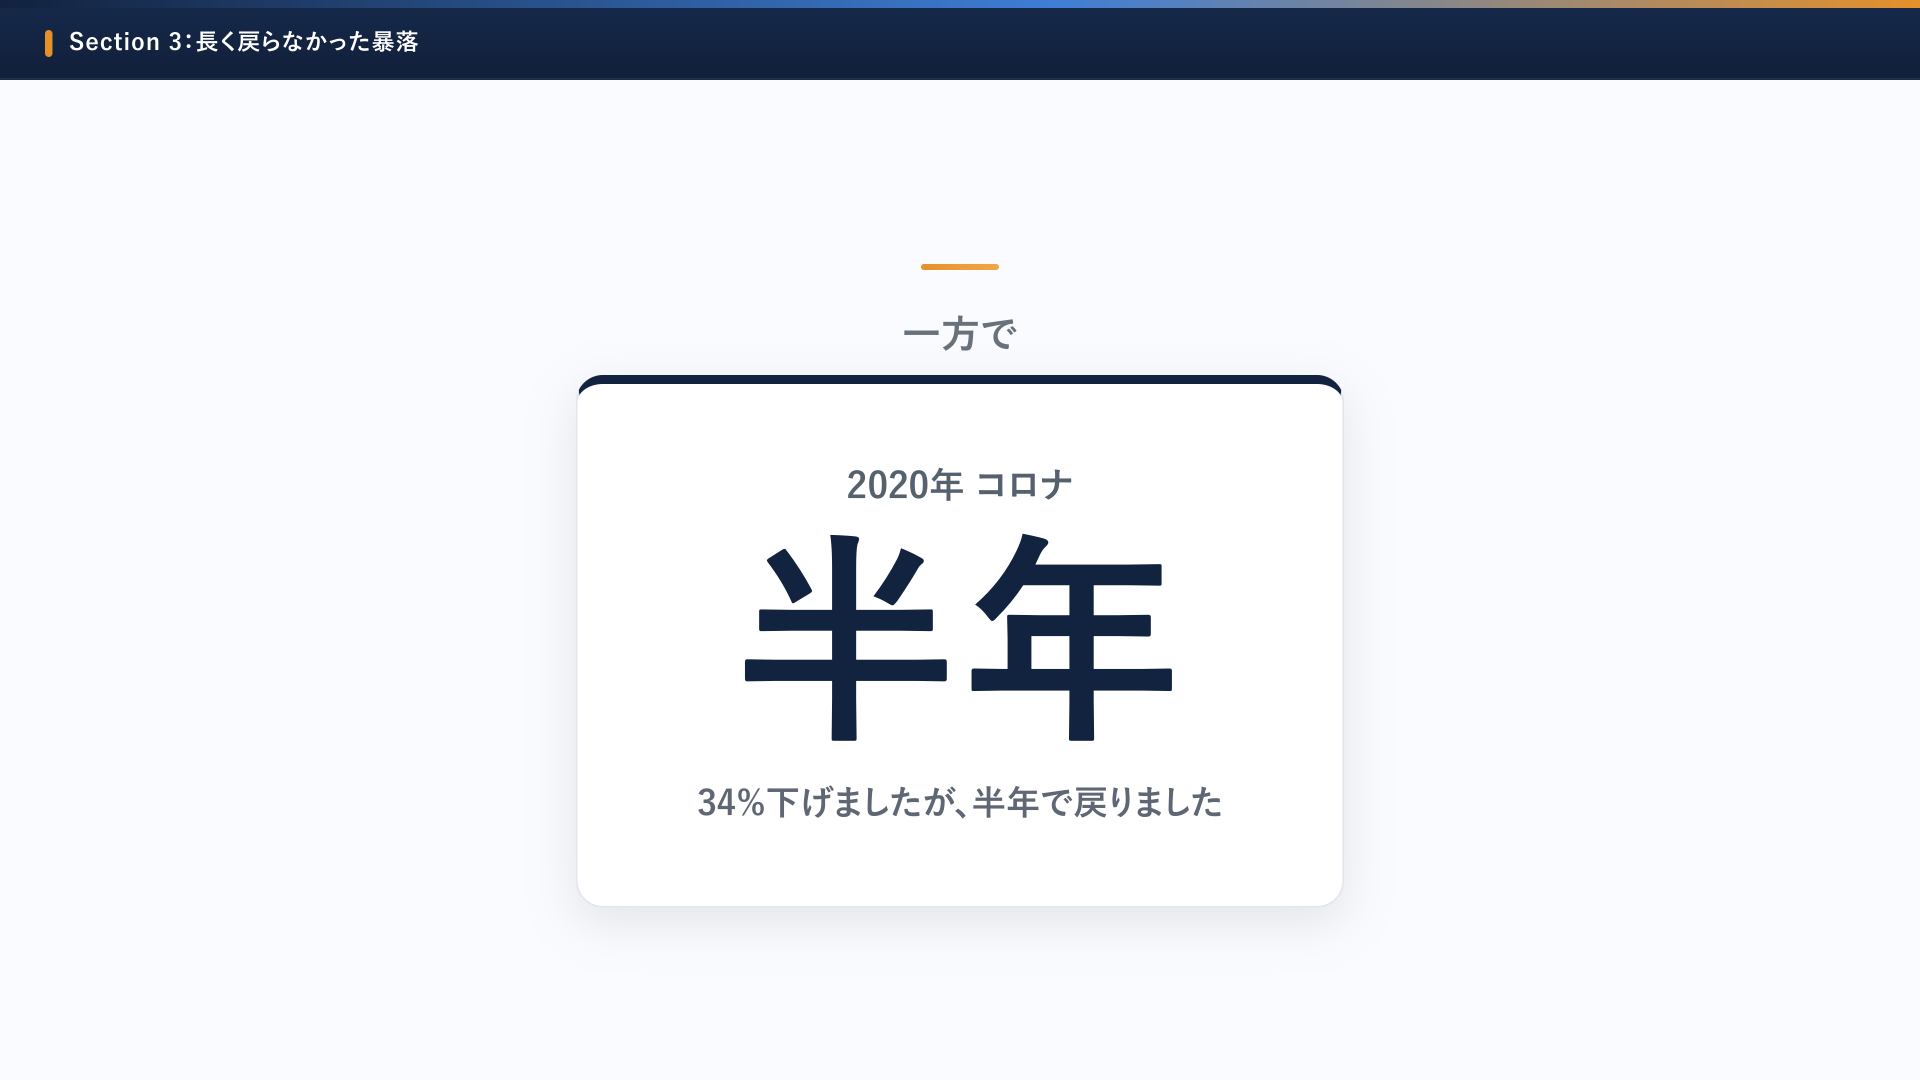 Section 3：長く戻らなかった暴落
一方で
2020年 コロナ
半年
34%下げましたが、半年で戻りました